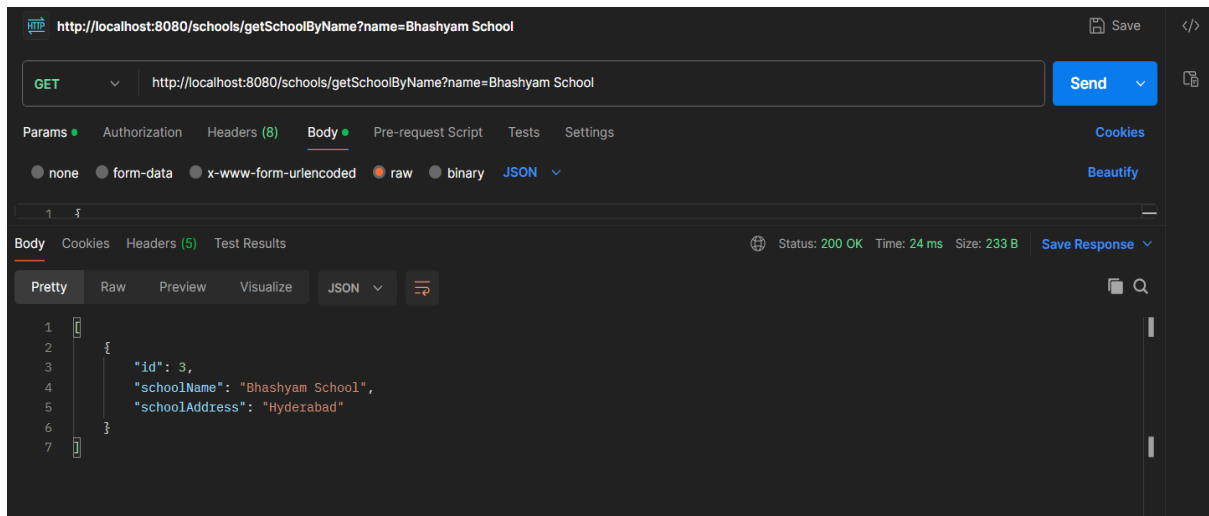 HTTP http://localhost:8080/schools/getSchoolByName?name=Bhashyam School Save </>
GET http://localhost:8080/schools/getSchoolByName?name=Bhashyam School Send
Params Authorization Headers (8) Body Pre-request Script Tests Settings Cookies
none form-data x-www-form-urlencoded raw binary JSON Beautify
1 {
Body Cookies Headers (5) Test Results Status: 200 OK Time: 24 ms Size: 233 B Save Response
Pretty Raw Preview Visualize JSON
1 [
2 {
3 "id": 3,
4 "schoolName": "Bhashyam School",
5 "schoolAddress": "Hyderabad"
6 }
7 ]